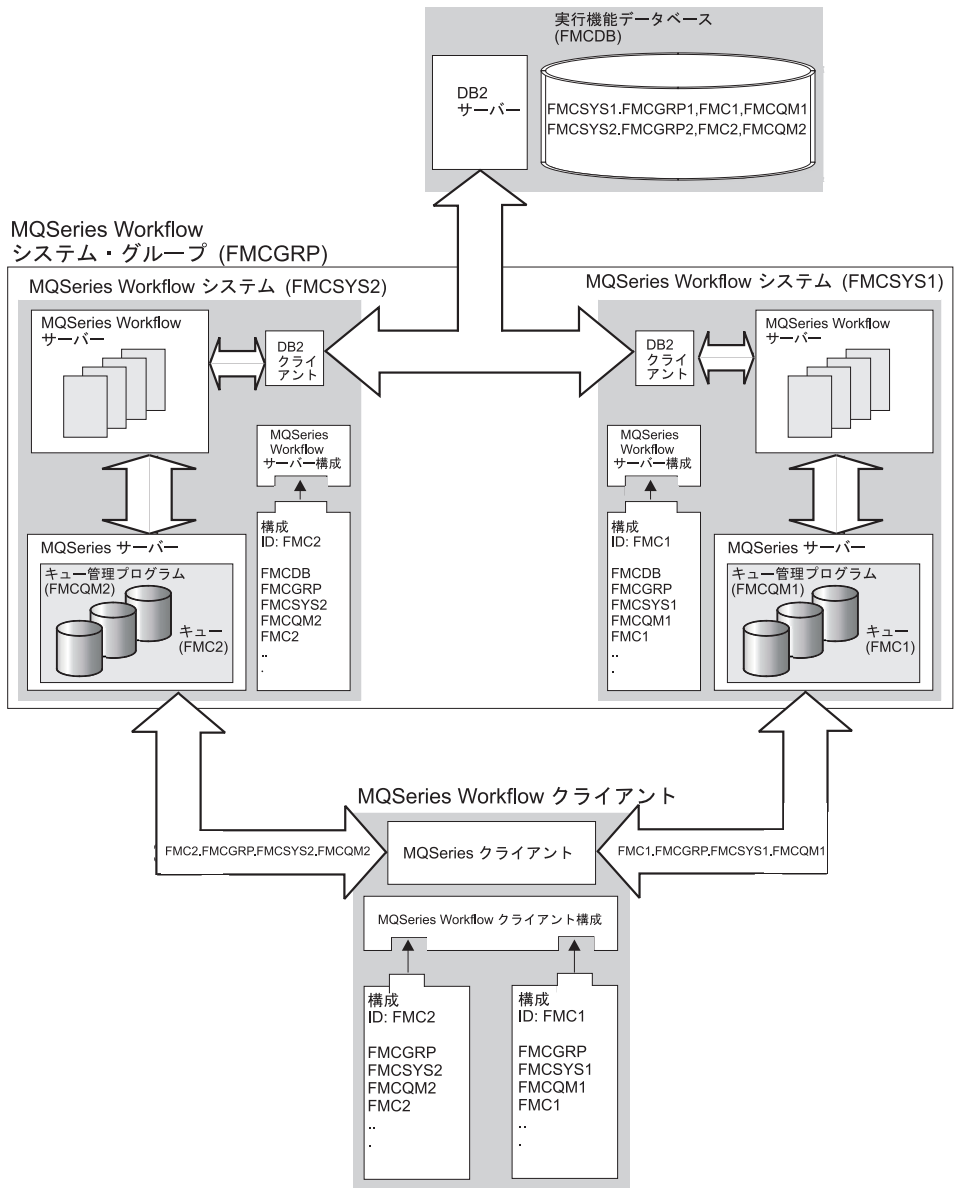 実行機能データベース
(FMCDB)
DB2
サーバー
FMCSYS1.FMCGRP1,FMC1,FMCQM1
FMCSYS2.FMCGRP2,FMC2,FMCQM2
MQSeries Workflow
システム・グループ (FMCGRP)
MQSeries Workflow システム (FMCSYS2)
MQSeries Workflow
サーバー
DB2
クライ
アント
MQSeries
Workflow
サーバー構成
構成
ID: FMC2
FMCDB
FMCGRP
FMCSYS2
FMCQM2
FMC2
..
.
MQSeries サーバー
キュー管理プログラム
(FMCQM2)
キュー
(FMC2)
MQSeries Workflow システム (FMCSYS1)
DB2
クライ
アント
MQSeries Workflow
サーバー
MQSeries
Workflow
サーバー構成
構成
ID: FMC1
FMCDB
FMCGRP
FMCSYS1
FMCQM1
FMC1
..
.
MQSeries サーバー
キュー管理プログラム
(FMCQM1)
キュー
(FMC1)
MQSeries Workflow クライアント
FMC2.FMCGRP.FMCSYS2.FMCQM2
MQSeries クライアント
FMC1.FMCGRP.FMCSYS1.FMCQM1
MQSeries Workflow クライアント構成
構成
ID: FMC2
FMCGRP
FMCSYS2
FMCQM2
FMC2
..
.
構成
ID: FMC1
FMCGRP
FMCSYS1
FMCQM1
FMC1
..
.